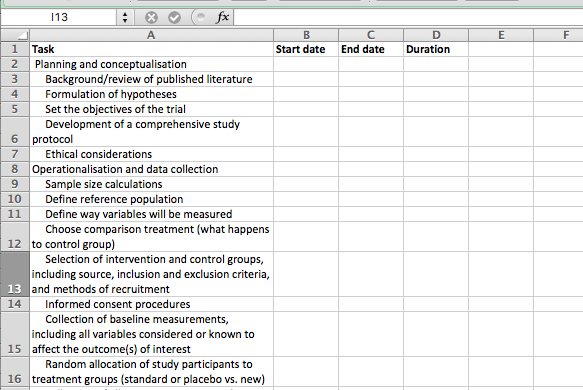 I13 fx
A B C D E F
1 Task Start date End date Duration
2 Planning and conceptualisation
3 Background/review of published literature
4 Formulation of hypotheses
5 Set the objectives of the trial
Development of a comprehensive study
6 protocol
7 Ethical considerations
8 Operationalisation and data collection
9 Sample size calculations
10 Define reference population
11 Define way variables will be measured
Choose comparison treatment (what happens
12 to control group)
Selection of intervention and control groups,
including source, inclusion and exclusion criteria,
13 and methods of recruitment
14 Informed consent procedures
Collection of baseline measurements,
including all variables considered or known to
15 affect the outcome(s) of interest
Random allocation of study participants to
16 treatment groups (standard or placebo vs. new)